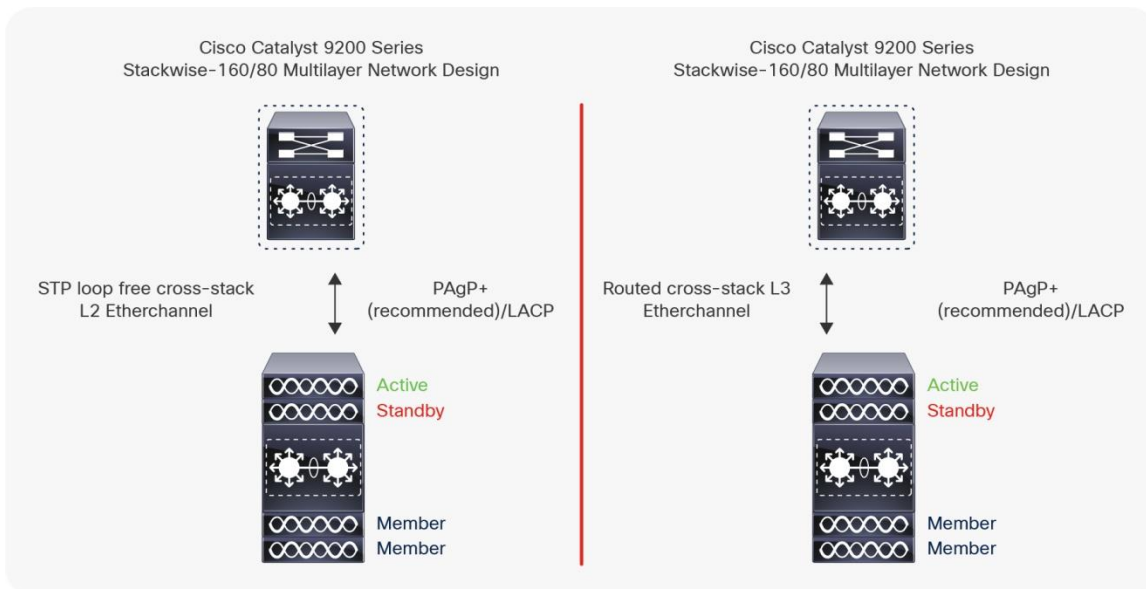 Cisco Catalyst 9200 Series
Stackwise-160/80 Multilayer Network Design
STP loop free cross-stack
L2 Etherchannel
PAgP+
(recommended)/LACP
Active
Standby
Member
Member
Cisco Catalyst 9200 Series
Stackwise-160/80 Multilayer Network Design
Routed cross-stack L3
Etherchannel
PAgP+
(recommended)/LACP
Active
Standby
Member
Member